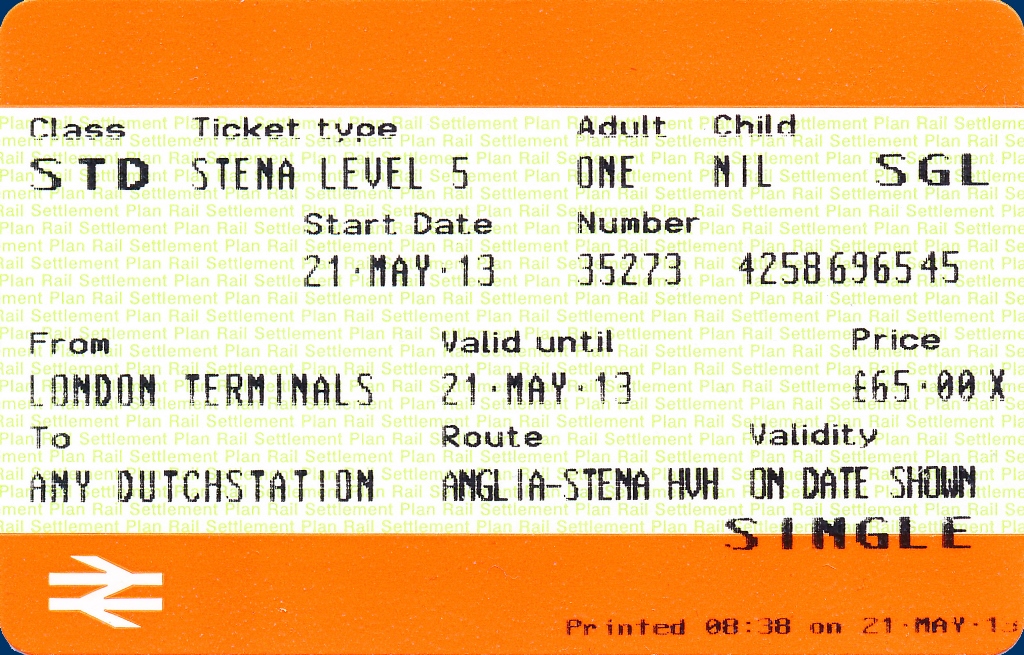 Class Ticket type Adult Child
STD STENA LEVEL 5 ONE NIL SGL
Start Date Number
21·MAY·13 35273 4258696545
From Valid until Price
LONDON TERMINALS 21·MAY·13 £65·00 X
To Route Validity
ANY DUTCHSTATION ANGLIA-STENA HVH ON DATE SHOWN
SINGLE
Printed 08:38 on 21·MAY·13